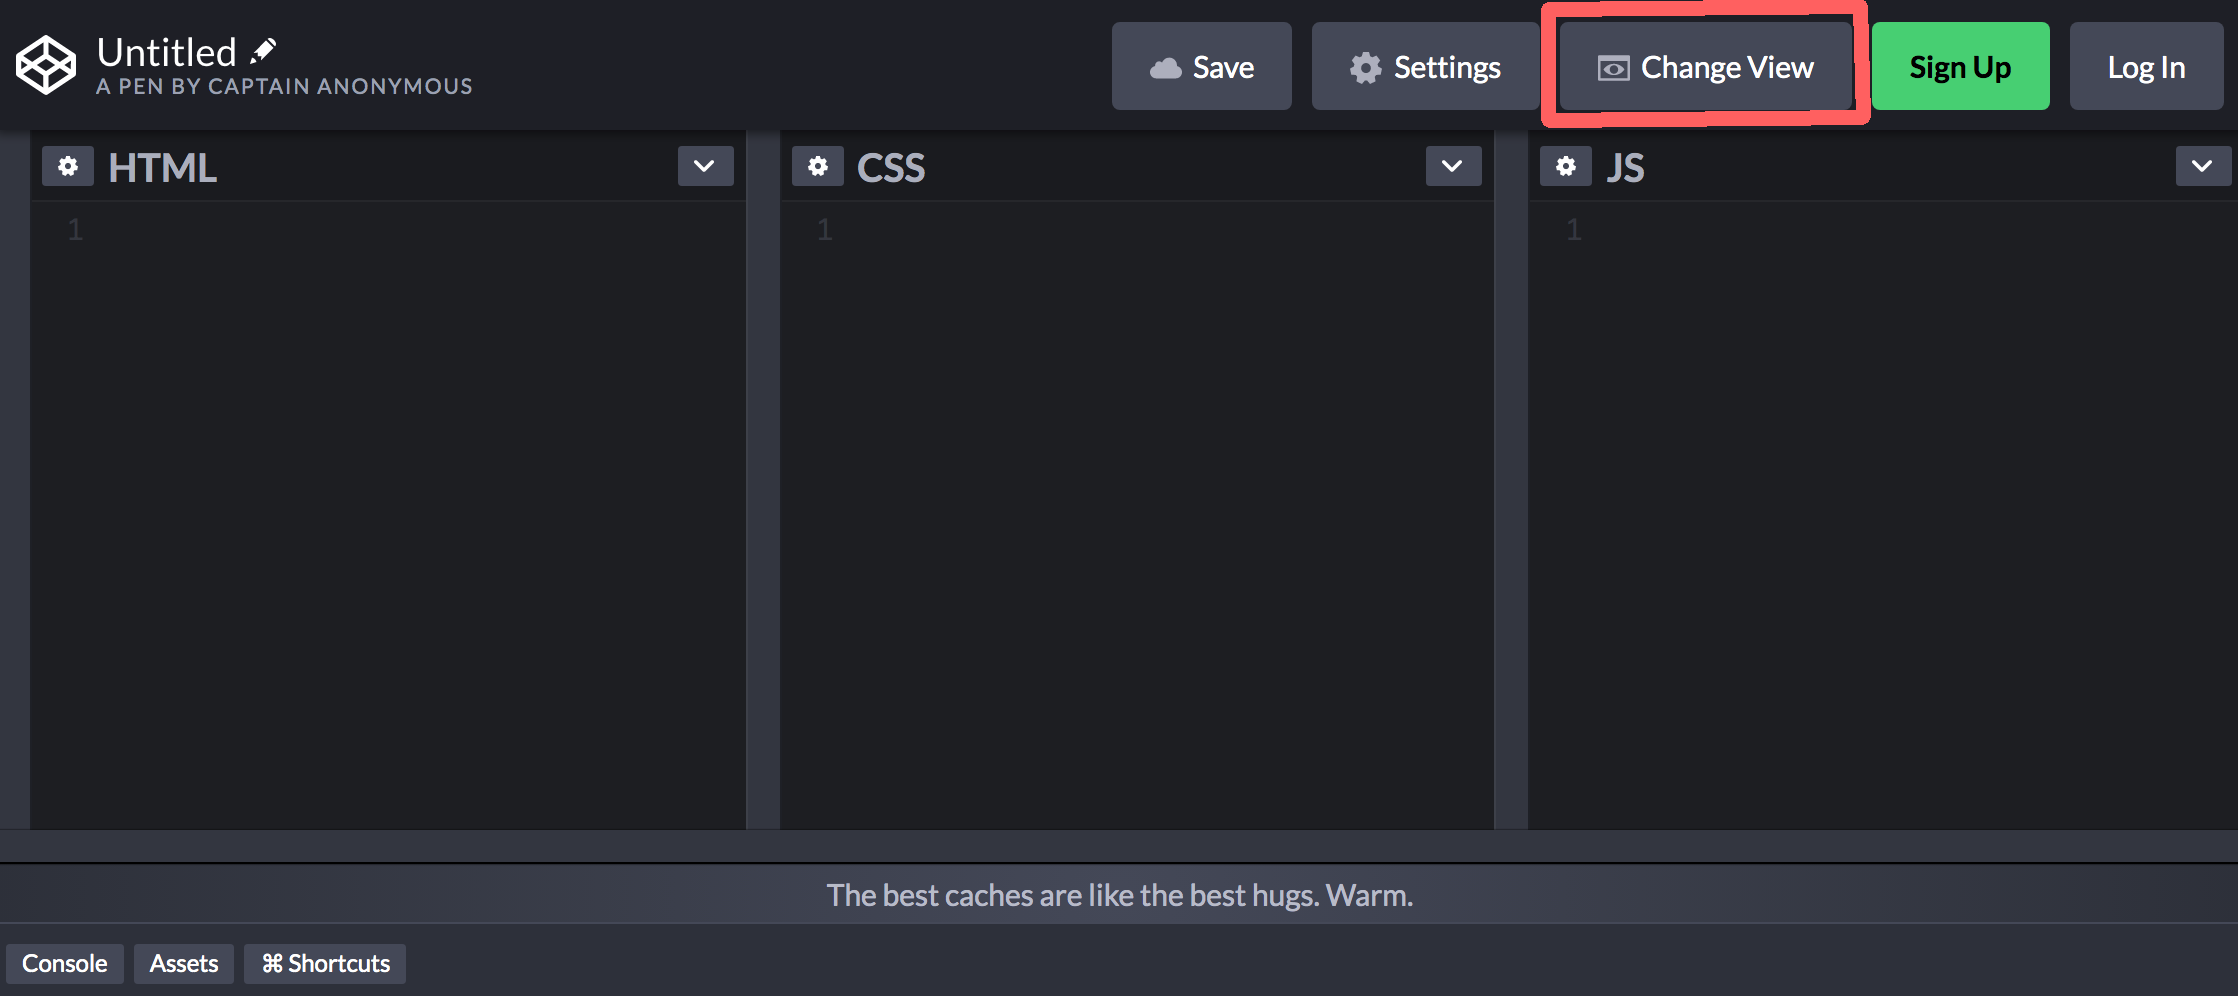 Untitled
A PEN BY CAPTAIN ANONYMOUS
Save
Settings
Change View
Sign Up
Log In
HTML
CSS
JS
1
1
1
The best caches are like the best hugs. Warm.
Console
Assets
⌘ Shortcuts